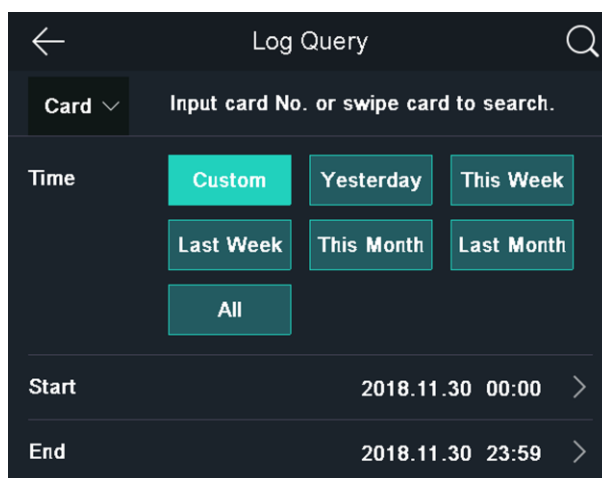 Log Query
Card Input card No. or swipe card to search.
Time Custom Yesterday This Week
Last Week This Month Last Month
All
Start 2018.11.30 00:00
End 2018.11.30 23:59